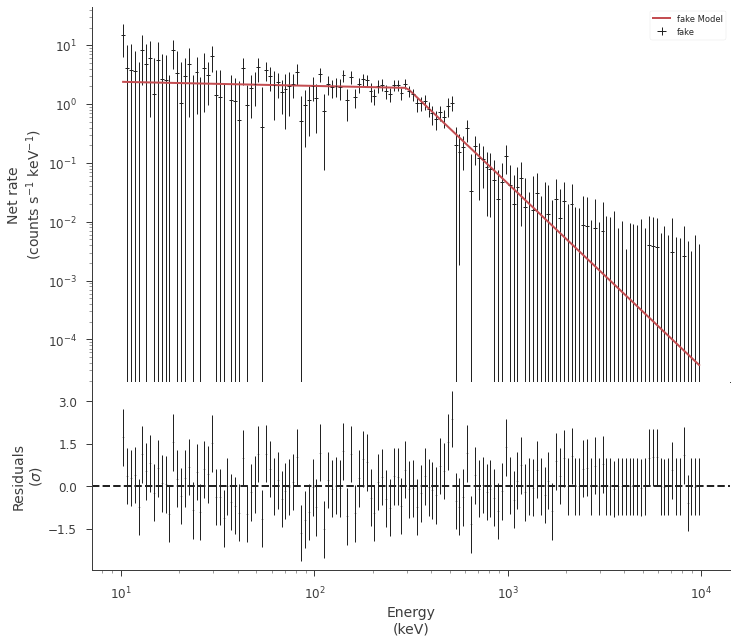 fake Model
fake
10¹
10⁰
10⁻¹
10⁻²
10⁻³
10⁻⁴
Net rate
(counts s⁻¹ keV⁻¹)
3.0
1.5
0.0
−1.5
Residuals
(σ)
10¹ 10² 10³ 10⁴
Energy
(keV)